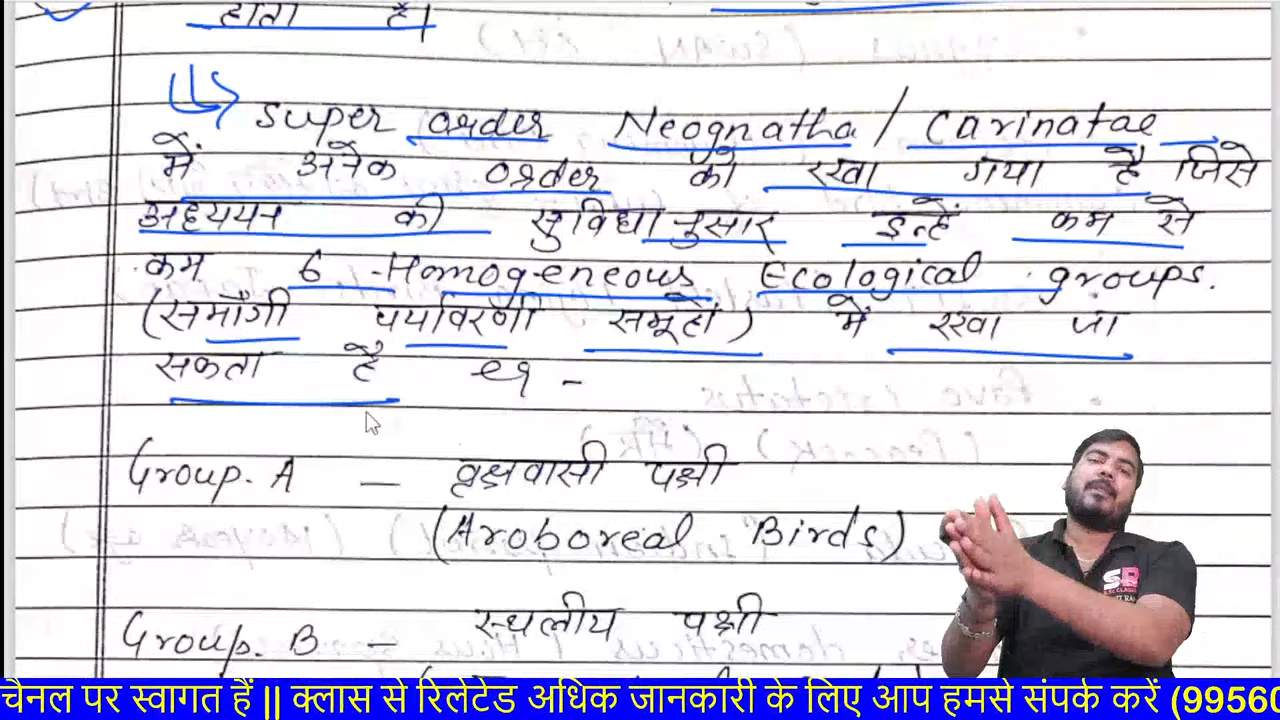 होता है।
Super order Neognatha / Carinatae
में अनेक order को रखा गया है जिसे
अध्ययन की सुविधानुसार इन्हें कम से
कम 6 Homogeneous Ecological groups.
(समाँगी पर्यावरणी समूहों) में रखा जा
सकता है eg -
Group. A — वृक्षवासी पक्षी
(Aroboreal Birds)
Group. B — स्थलीय पक्षी
चैनल पर स्वागत हैं || क्लास से रिलेटेड अधिक जानकारी के लिए आप हमसे संपर्क करें (99560